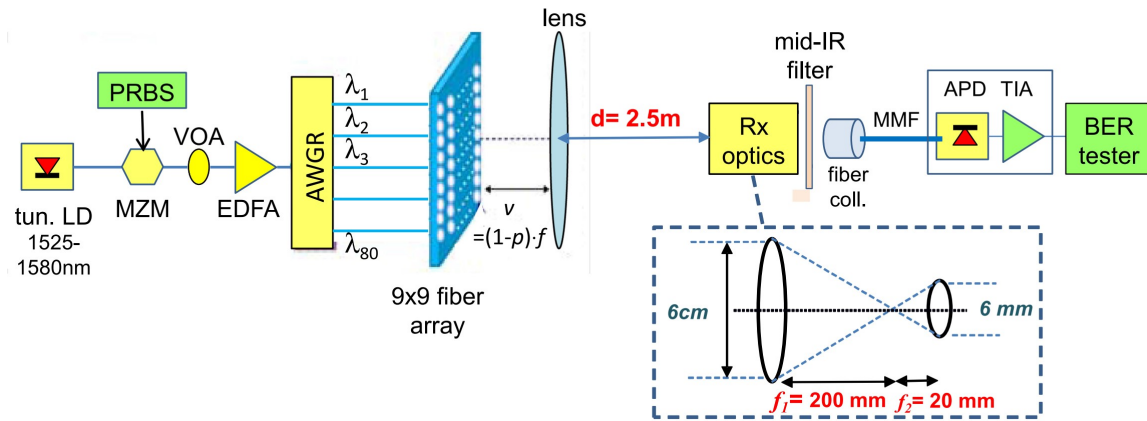 lens
mid-IR
filter
PRBS
VOA
MZM
EDFA
tun. LD
1525-
1580nm
AWGR
λ1
λ2
λ3
λ80
9x9 fiber
array
v
=(1-p)·f
d= 2.5m
Rx
optics
fiber
coll.
MMF
APD TIA
BER
tester
6cm
6 mm
f1= 200 mm
f2= 20 mm